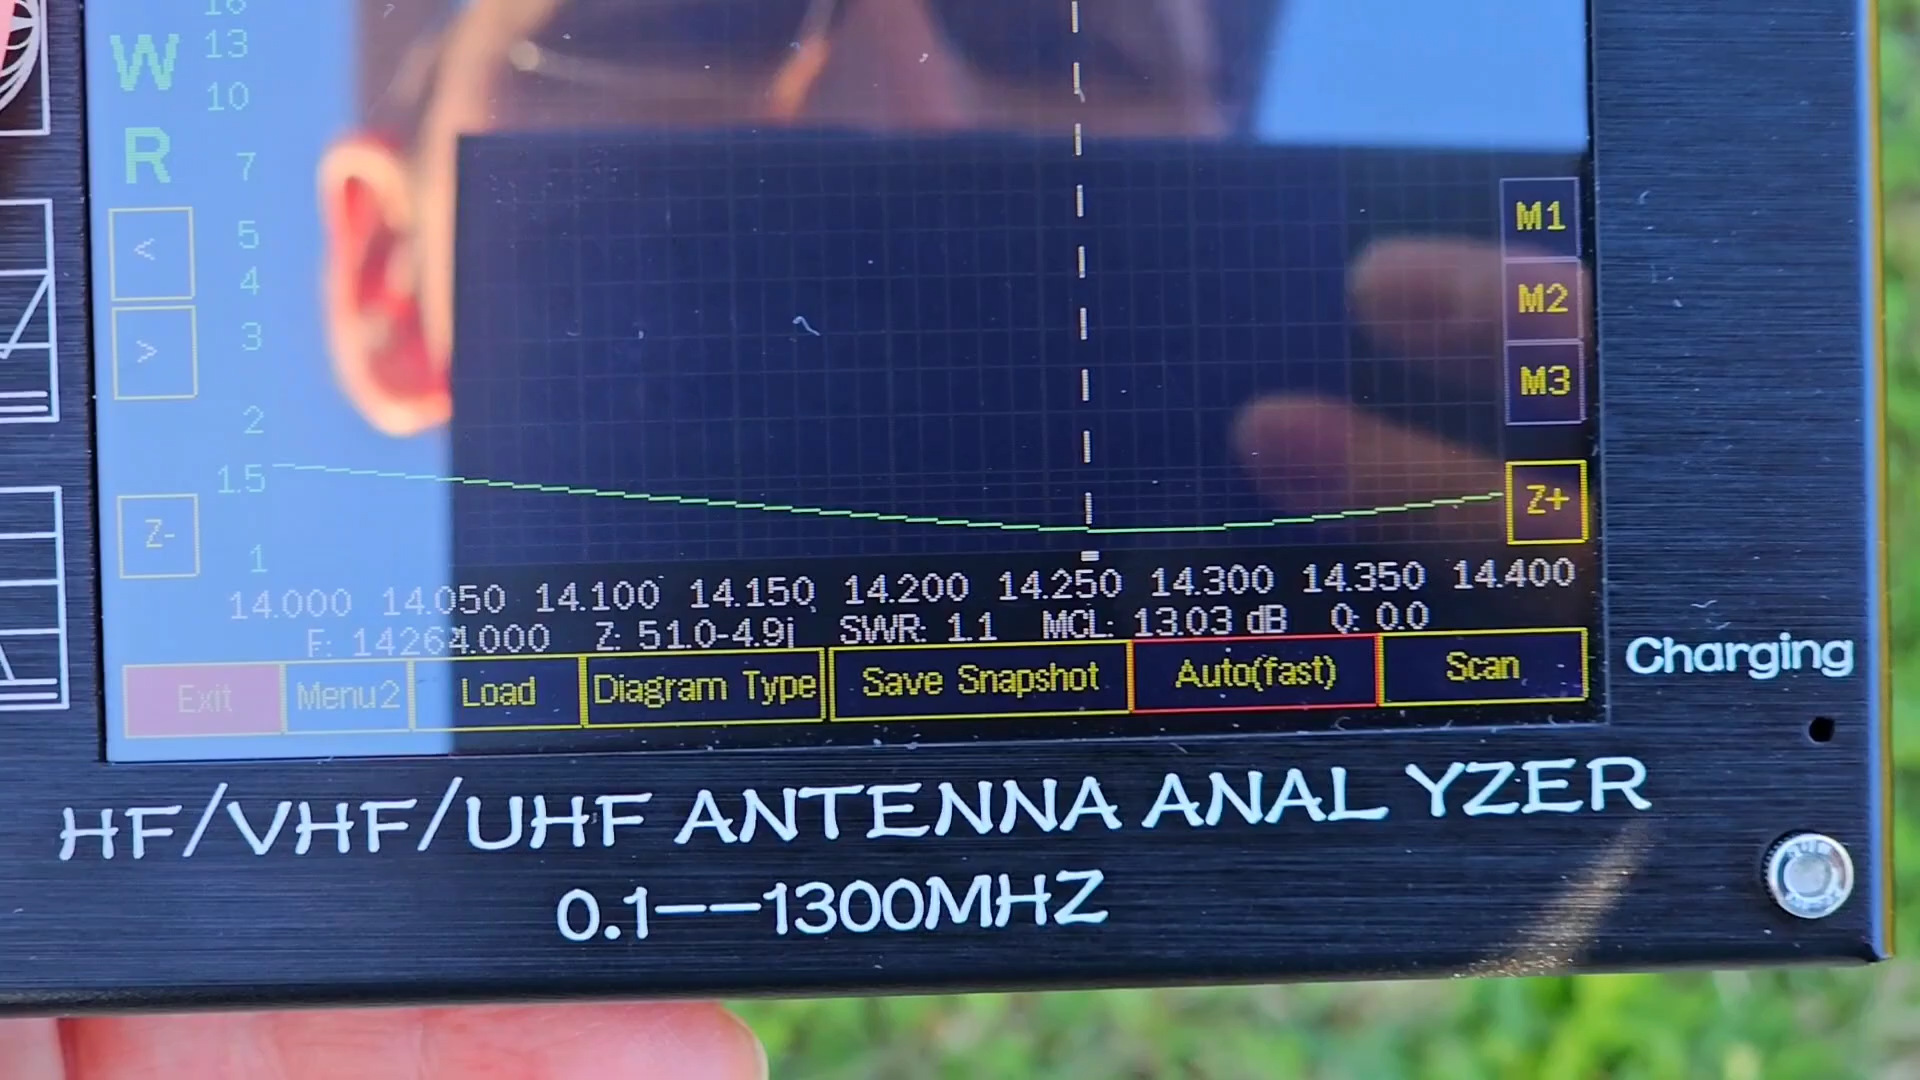 16
W 13
10
R 7
M1
< 5
4
M2
> 3
M3
2
1.5
Z- Z+
1
14.000 14.050 14.100 14.150 14.200 14.250 14.300 14.350 14.400
F: 14264.000 Z: 51.0-4.9j SWR: 1.1 MCL: 13.03 dB Q: 0.0
Exit Menu2 Load Diagram Type Save Snapshot Auto(fast) Scan
Charging
HF/VHF/UHF ANTENNA ANALYZER
0.1--1300MHZ